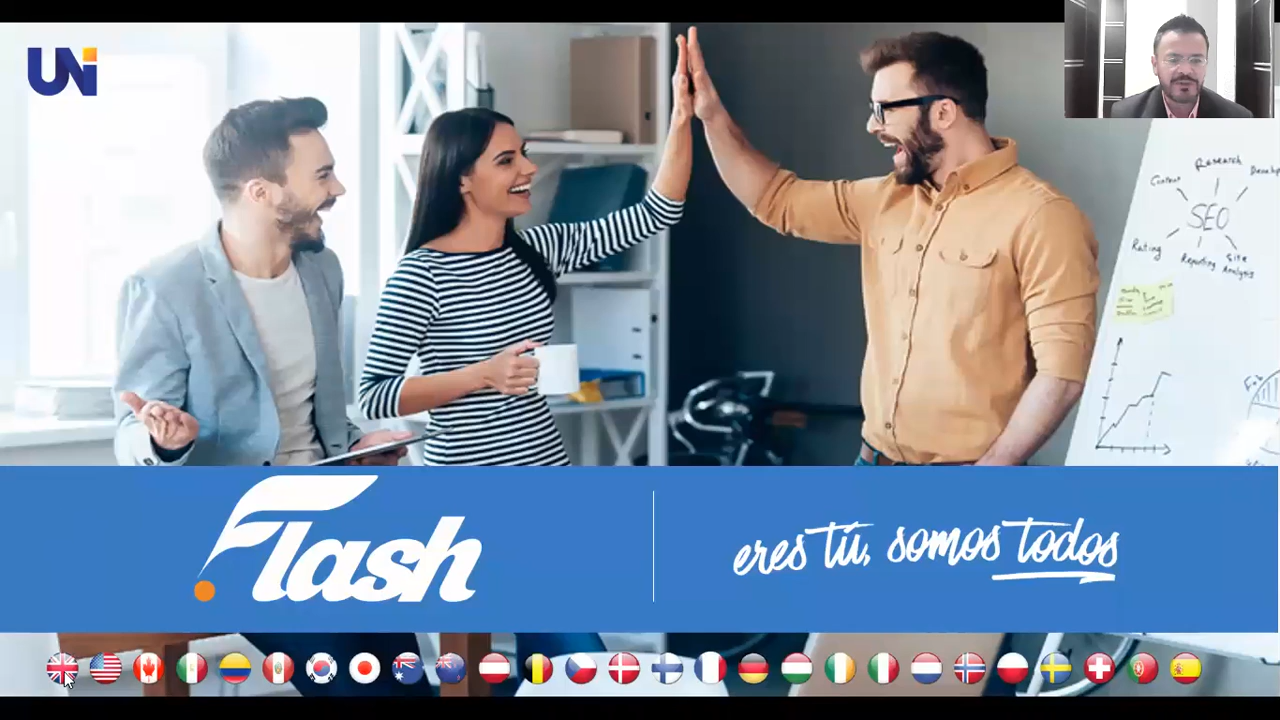 UNi
Research
Content
SEO
Rating
Reporting
Site
Analysis
Flash
eres tú, somos todos